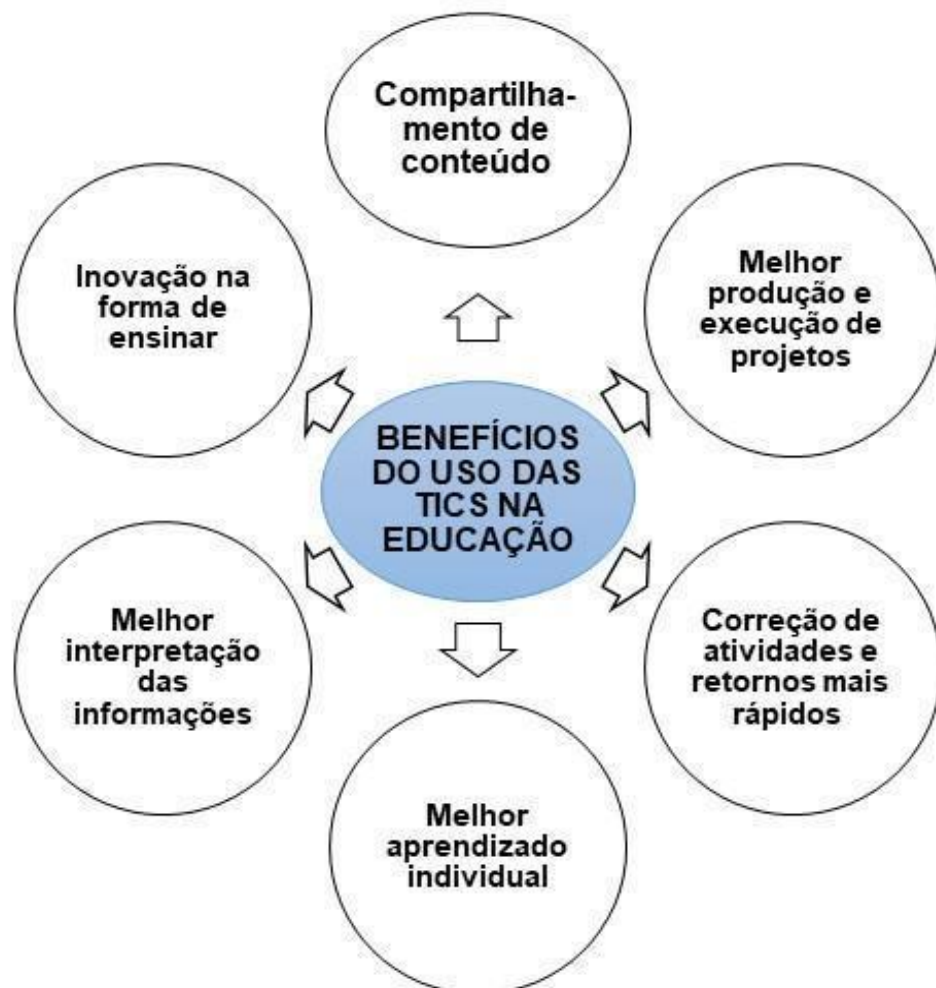 Compartilha-
mento de
conteúdo
Inovação na
forma de
ensinar
Melhor
produção e
execução de
projetos
BENEFÍCIOS
DO USO DAS
TICS NA
EDUCAÇÃO
Melhor
interpretação
das
informações
Correção de
atividades e
retornos mais
rápidos
Melhor
aprendizado
individual